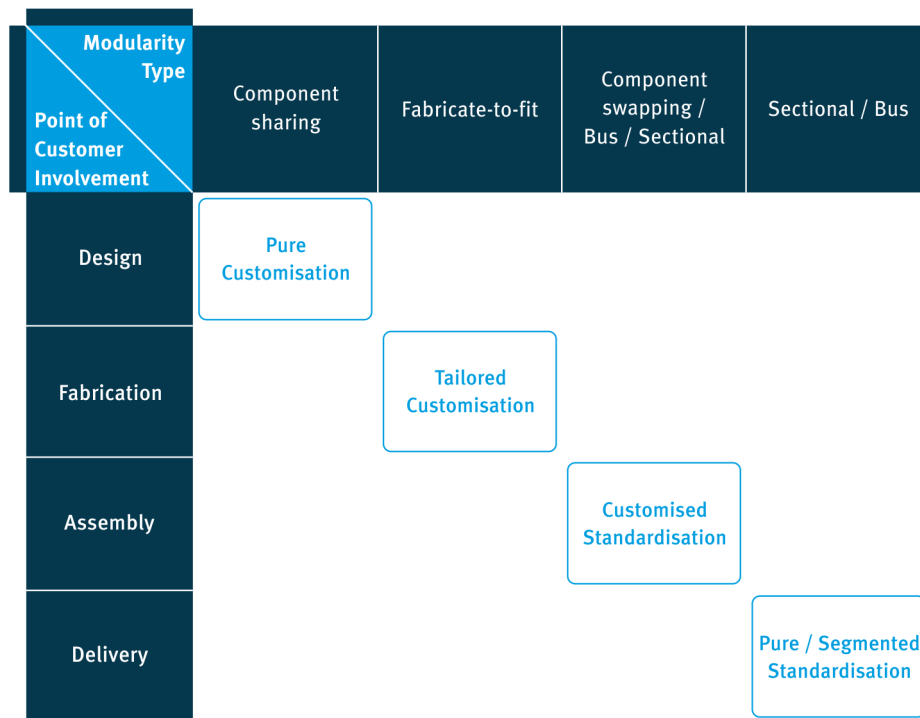 Modularity
Type
Point of
Customer
Involvement
Component
sharing
Fabricate-to-fit
Component
swapping /
Bus / Sectional
Sectional / Bus
Design
Pure
Customisation
Fabrication
Tailored
Customisation
Assembly
Customised
Standardisation
Delivery
Pure / Segmented
Standardisation